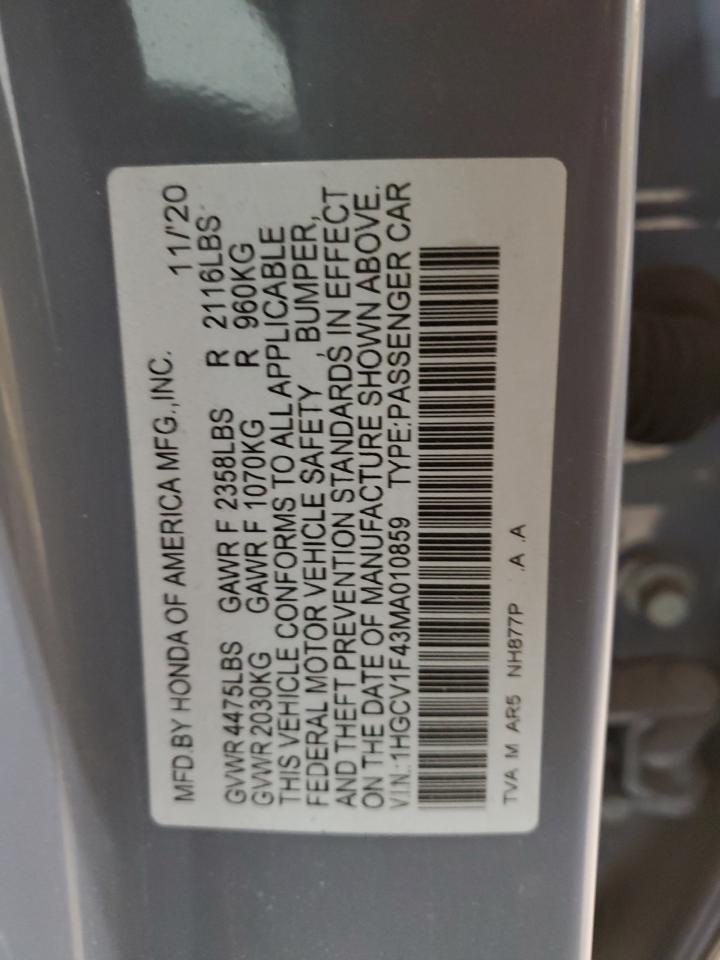 MFD.BY HONDA OF AMERICA MFG.,INC. 11/'20
GVWR 4475LBS GAWR F 2358LBS R 2116LBS
GVWR 2030KG GAWR F 1070KG R 960KG
THIS VEHICLE CONFORMS TO ALL APPLICABLE
FEDERAL MOTOR VEHICLE SAFETY , BUMPER,
AND THEFT PREVENTION STANDARDS IN EFFECT
ON THE DATE OF MANUFACTURE SHOWN ABOVE.
V.I.N.:1HGCV1F43MA010859 TYPE:PASSENGER CAR
TVA M AR5 NH877P .A .A